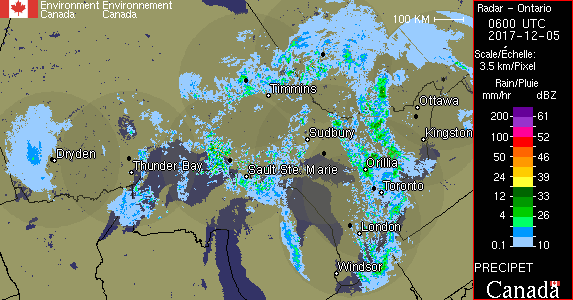 Environment Environnement
Canada Canada
100 KM
Timmins
Ottawa
Sudbury
Kingston
Dryden
Thunder Bay
Sault Ste. Marie
Orillia
Toronto
London
Windsor
Radar - Ontario
0600 UTC
2017-12-05
Scale/Échelle:
3.5 km/Pixel
Rain/Pluie
mm/hr dBZ
200 61
100 57
100 52
50 46
24 39
12 33
4 26
0.1 10
PRECIPET
Canada